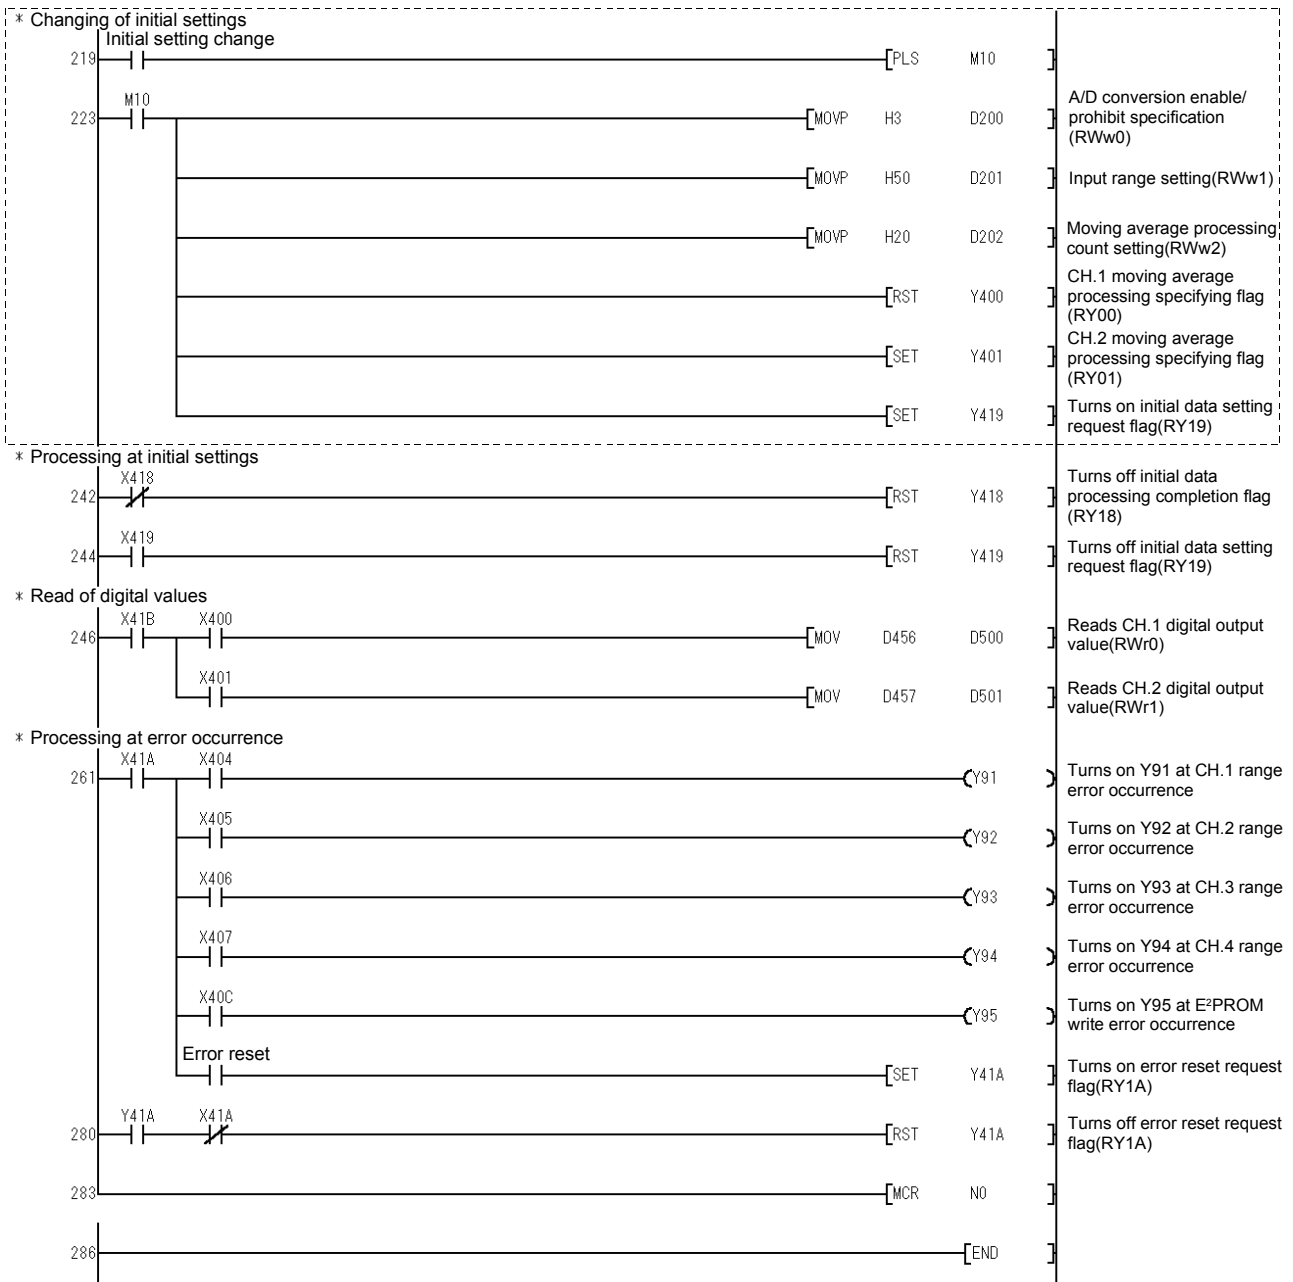 * Changing of initial settings
Initial setting change
219 [PLS M10 ]
M10
223 [MOVP H3 D200 ]
A/D conversion enable/
prohibit specification
(RWw0)
[MOVP H50 D201 ] Input range setting(RWw1)
[MOVP H20 D202 ]
Moving average processing
count setting(RWw2)
[RST Y400 ]
CH.1 moving average
processing specifying flag
(RY00)
[SET Y401 ]
CH.2 moving average
processing specifying flag
(RY01)
[SET Y419 ]
Turns on initial data setting
request flag(RY19)
* Processing at initial settings
X418
242 [RST Y418 ]
Turns off initial data
processing completion flag
(RY18)
X419
244 [RST Y419 ]
Turns off initial data setting
request flag(RY19)
* Read of digital values
X41B X400
246 [MOV D456 D500 ]
Reads CH.1 digital output
value(RWr0)
X401
[MOV D457 D501 ]
Reads CH.2 digital output
value(RWr1)
* Processing at error occurrence
X41A X404
261 (Y91 )
Turns on Y91 at CH.1 range
error occurrence
X405
(Y92 )
Turns on Y92 at CH.2 range
error occurrence
X406
(Y93 )
Turns on Y93 at CH.3 range
error occurrence
X407
(Y94 )
Turns on Y94 at CH.4 range
error occurrence
X40C
(Y95 )
Turns on Y95 at E²PROM
write error occurrence
Error reset
[SET Y41A ]
Turns on error reset request
flag(RY1A)
Y41A X41A
280 [RST Y41A ]
Turns off error reset request
flag(RY1A)
283 [MCR N0 ]
286 [END ]